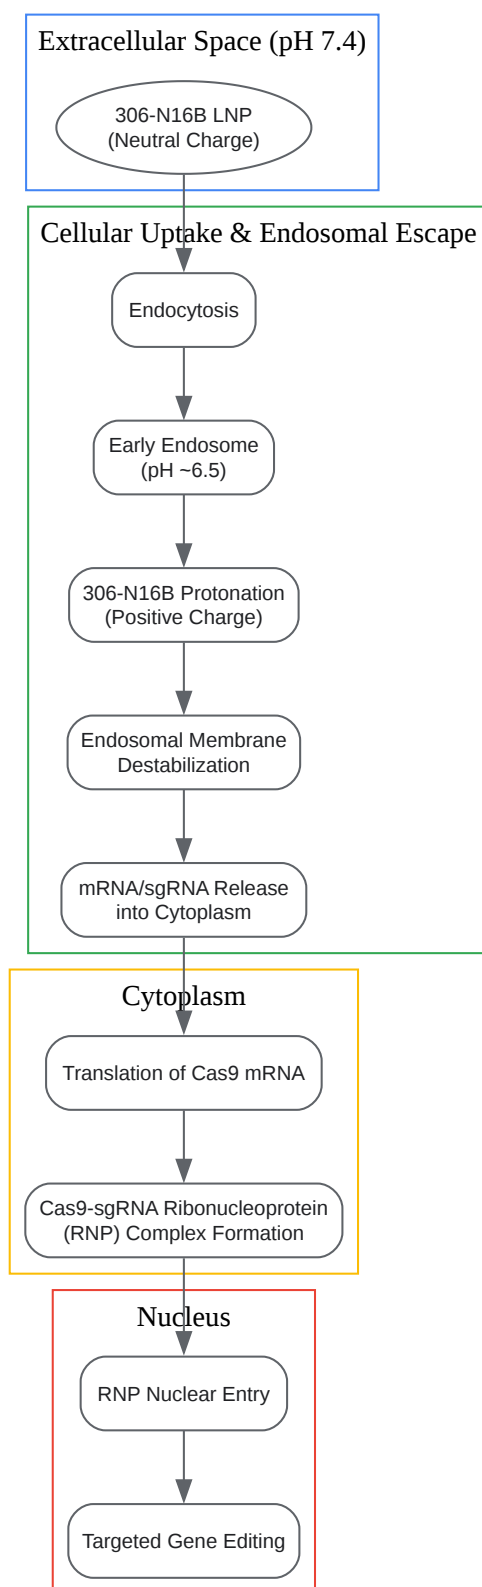 Extracellular Space (pH 7.4)
306-N16B LNP
(Neutral Charge)
Cellular Uptake & Endosomal Escape
Endocytosis
Early Endosome
(pH ~6.5)
306-N16B Protonation
(Positive Charge)
Endosomal Membrane
Destabilization
mRNA/sgRNA Release
into Cytoplasm
Cytoplasm
Translation of Cas9 mRNA
Cas9-sgRNA Ribonucleoprotein
(RNP) Complex Formation
Nucleus
RNP Nuclear Entry
Targeted Gene Editing